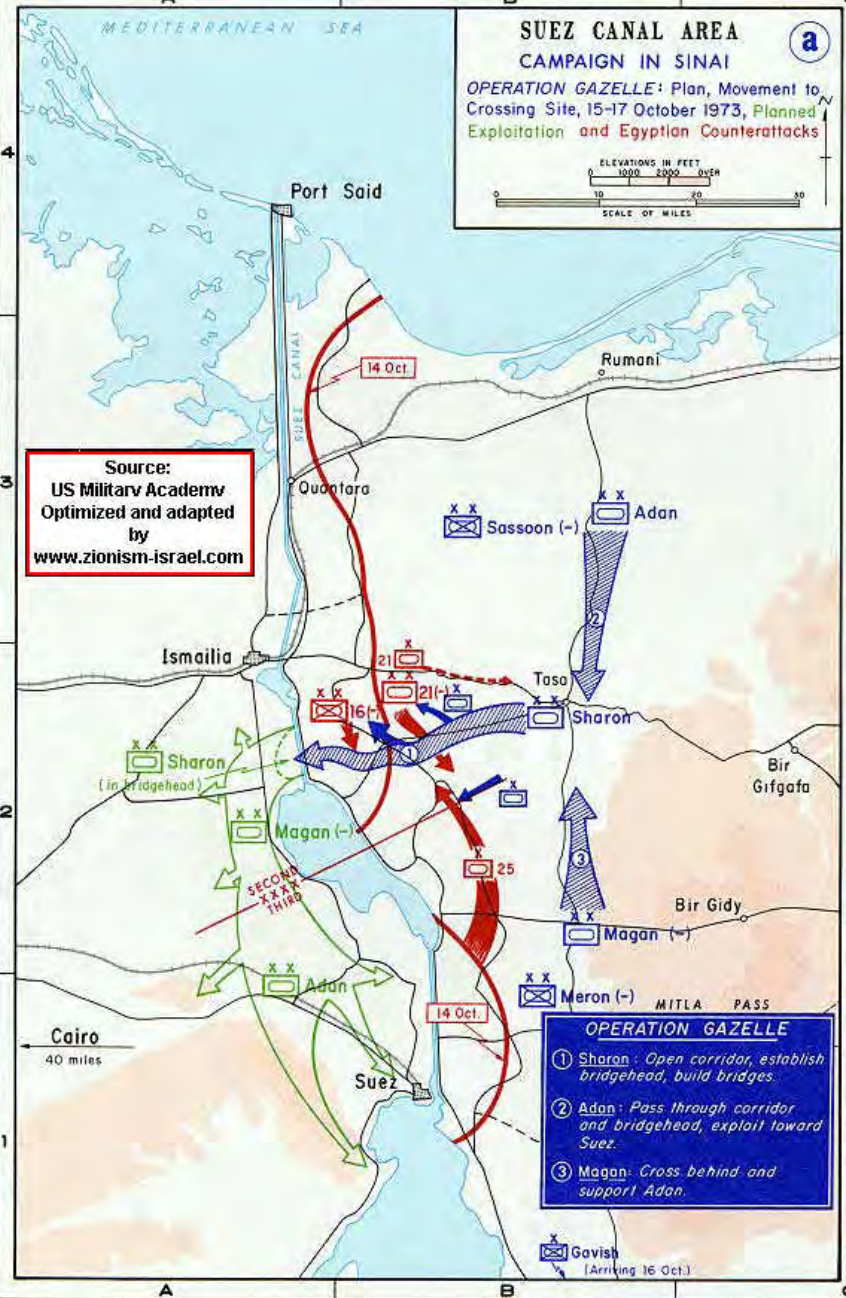 A
B
MEDITERRANEAN SEA
SUEZ CANAL AREA
a
CAMPAIGN IN SINAI
OPERATION GAZELLE: Plan, Movement to
Crossing Site, 15-17 October 1973, Planned
Exploitation and Egyptian Counterattacks
N
ELEVATIONS IN FEET
0 1000 2000 OVER
0 10 20 30
SCALE OF MILES
4
Port Said
SUEZ CANAL
14 Oct.
Rumani
3
Source:
US Military Academy
Optimized and adapted
by
www.zionism-israel.com
Quantara
X X
Sassoon (-)
X X
Adan
2
Ismailia
X
21
X X
21(-)
X X
16(-)
Tasa
X
X X
Sharon
1
X X
Sharon
(in bridgehead)
Bir
Gifgafa
X
2
X X
Magan (-)
X
25
3
SECOND
XXXX
THIRD
Bir Gidy
X X
Magan (-)
X X
Adan
X X
Meron (-)
MITLA PASS
14 Oct.
Cairo
40 miles
Suez
OPERATION GAZELLE
1 Sharon: Open corridor, establish
bridgehead, build bridges.
2 Adan: Pass through corridor
and bridgehead, exploit toward
Suez.
3 Magan: Cross behind and
support Adan.
1
X
Gavish
(Arriving 16 Oct.)
A
B
C